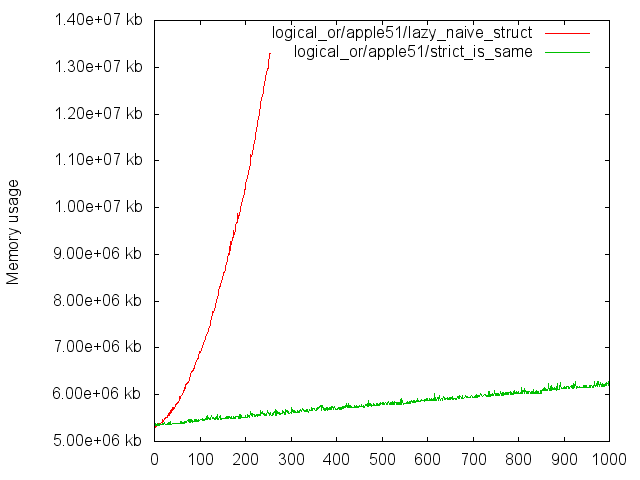 1.40e+07 kb
1.30e+07 kb
1.20e+07 kb
1.10e+07 kb
1.00e+07 kb
9.00e+06 kb
8.00e+06 kb
7.00e+06 kb
6.00e+06 kb
5.00e+06 kb
Memory usage
logical_or/apple51/lazy_naive_struct
logical_or/apple51/strict_is_same
0 100 200 300 400 500 600 700 800 900 1000